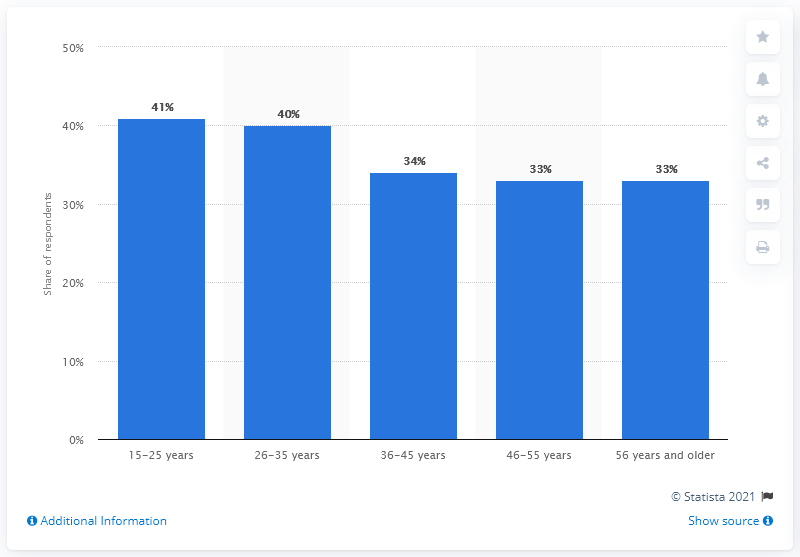 50%
40%
30%
20%
10%
0%
Share of respondents
41%
40%
34%
33%
33%
15-25 years
26-35 years
36-45 years
46-55 years
56 years and older
© Statista 2021
Additional Information
Show source